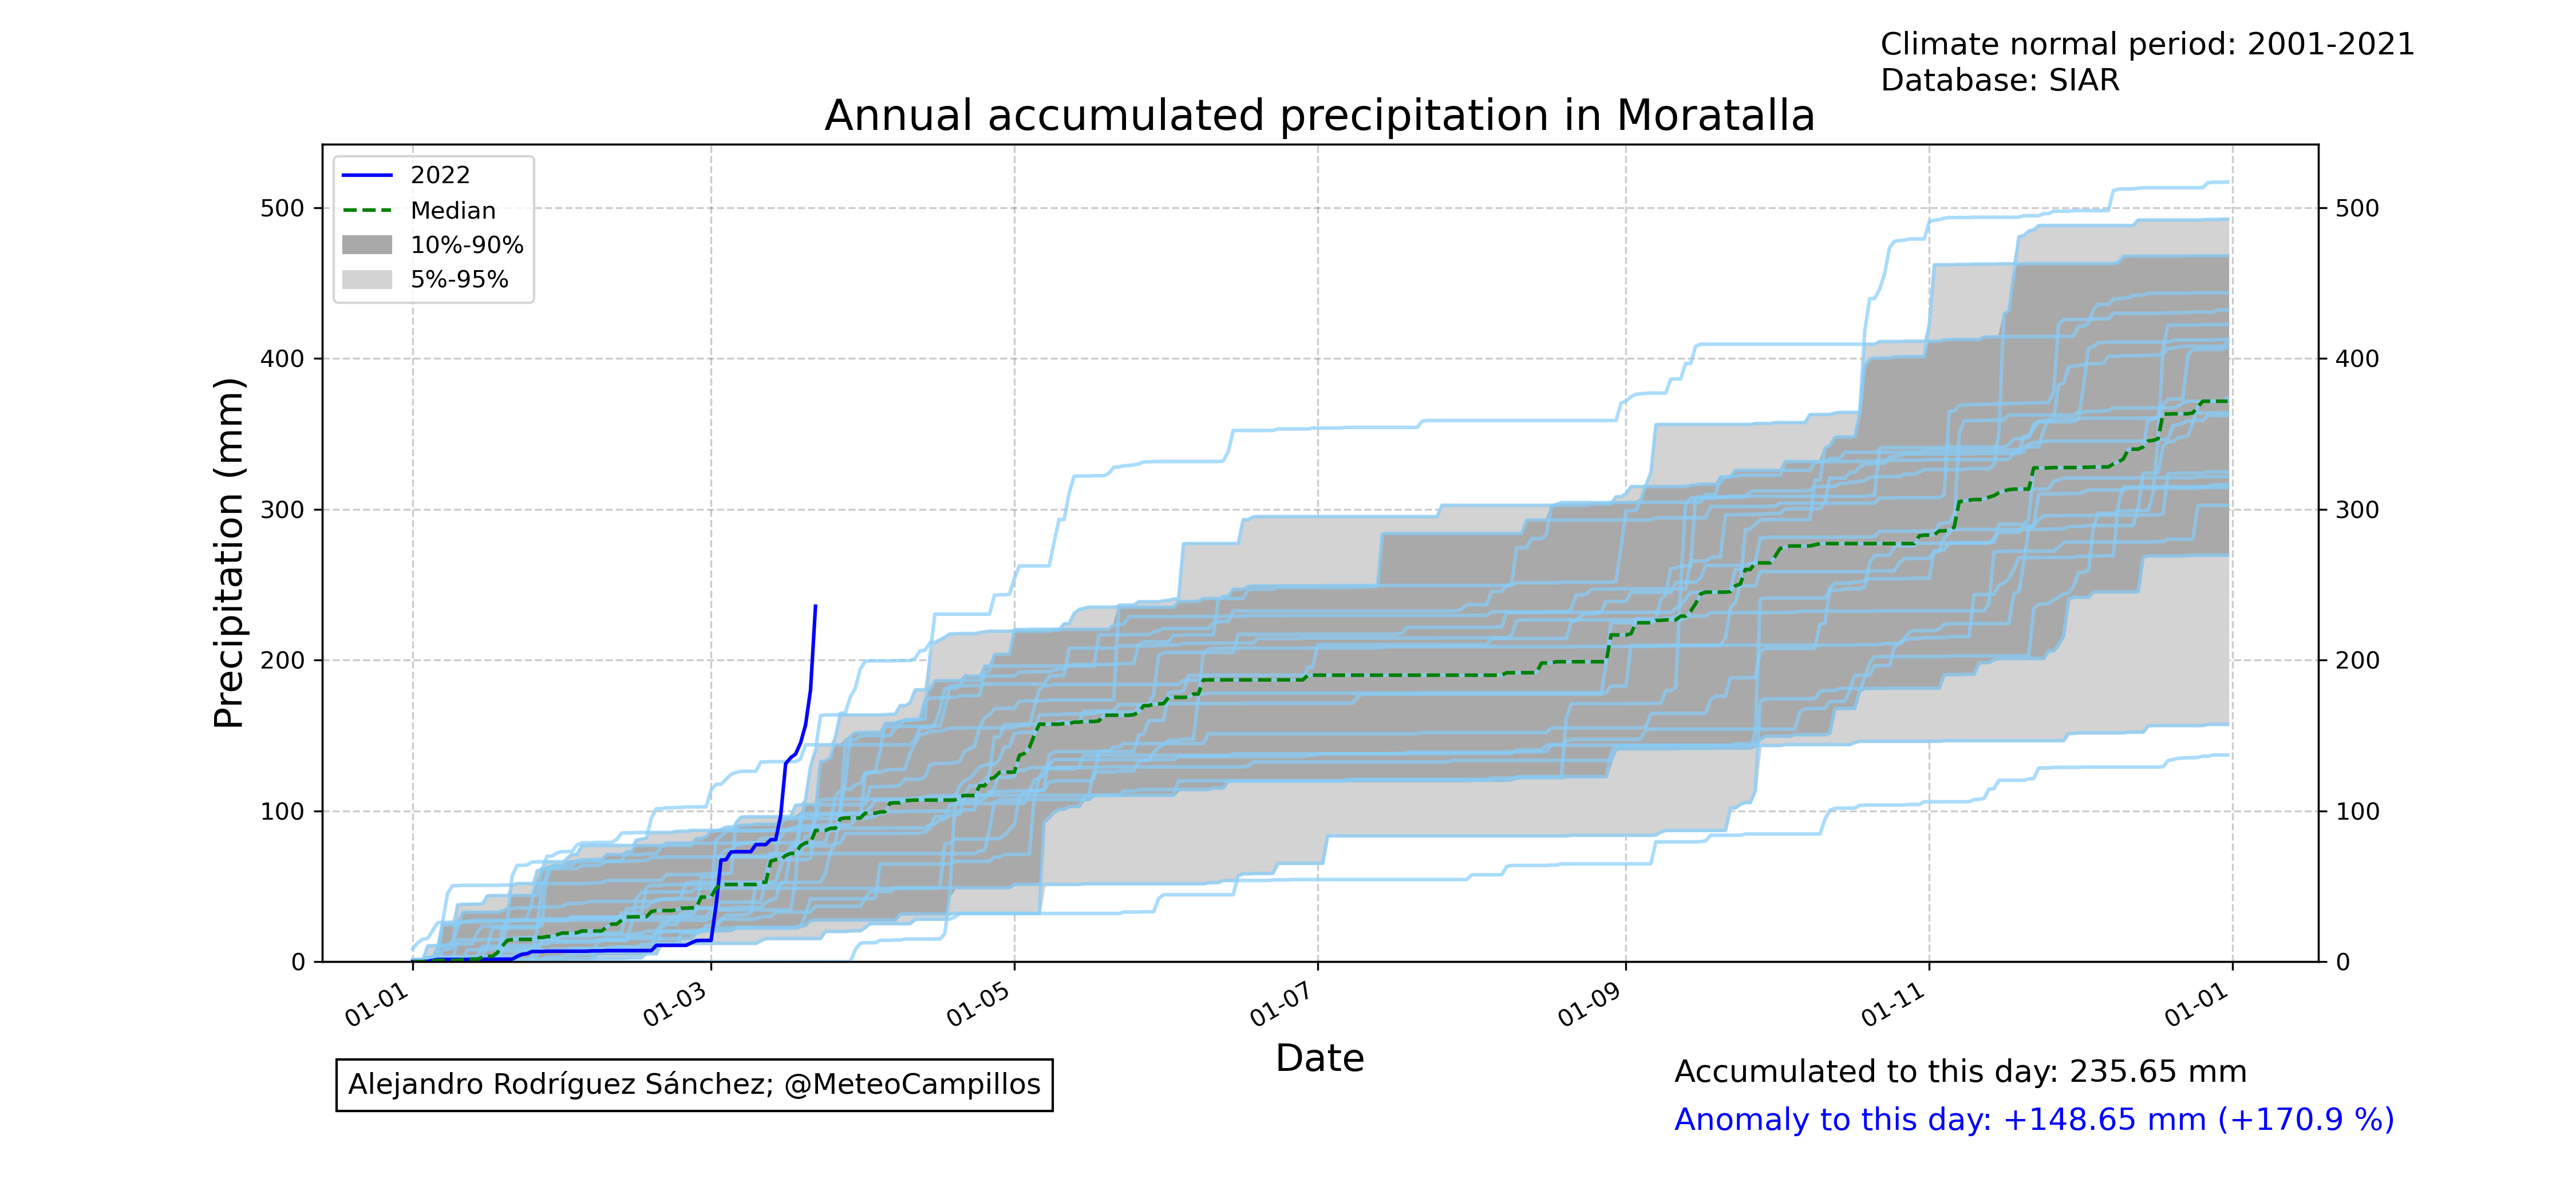 Climate normal period: 2001-2021
Database: SIAR
Annual accumulated precipitation in Moratalla
2022
Median
10%-90%
5%-95%
Precipitation (mm)
500
400
300
200
100
0
500
400
300
200
100
0
01-01
01-03
01-05
01-07
01-09
01-11
01-01
Date
Alejandro Rodríguez Sánchez; @MeteoCampillos
Accumulated to this day: 235.65 mm
Anomaly to this day: +148.65 mm (+170.9 %)